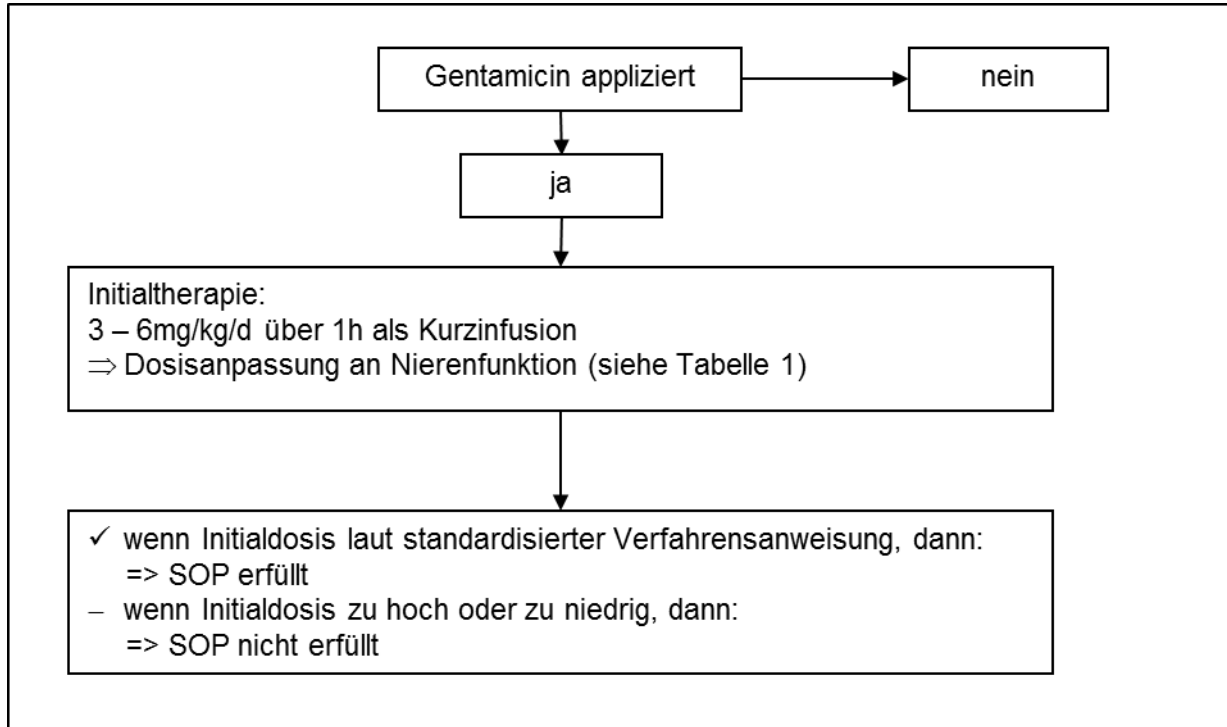 Gentamicin appliziert
nein
ja
Initialtherapie:
3 – 6mg/kg/d über 1h als Kurzinfusion
⇒ Dosisanpassung an Nierenfunktion (siehe Tabelle 1)
✓ wenn Initialdosis laut standardisierter Verfahrensanweisung, dann:
=> SOP erfüllt
– wenn Initialdosis zu hoch oder zu niedrig, dann:
=> SOP nicht erfüllt